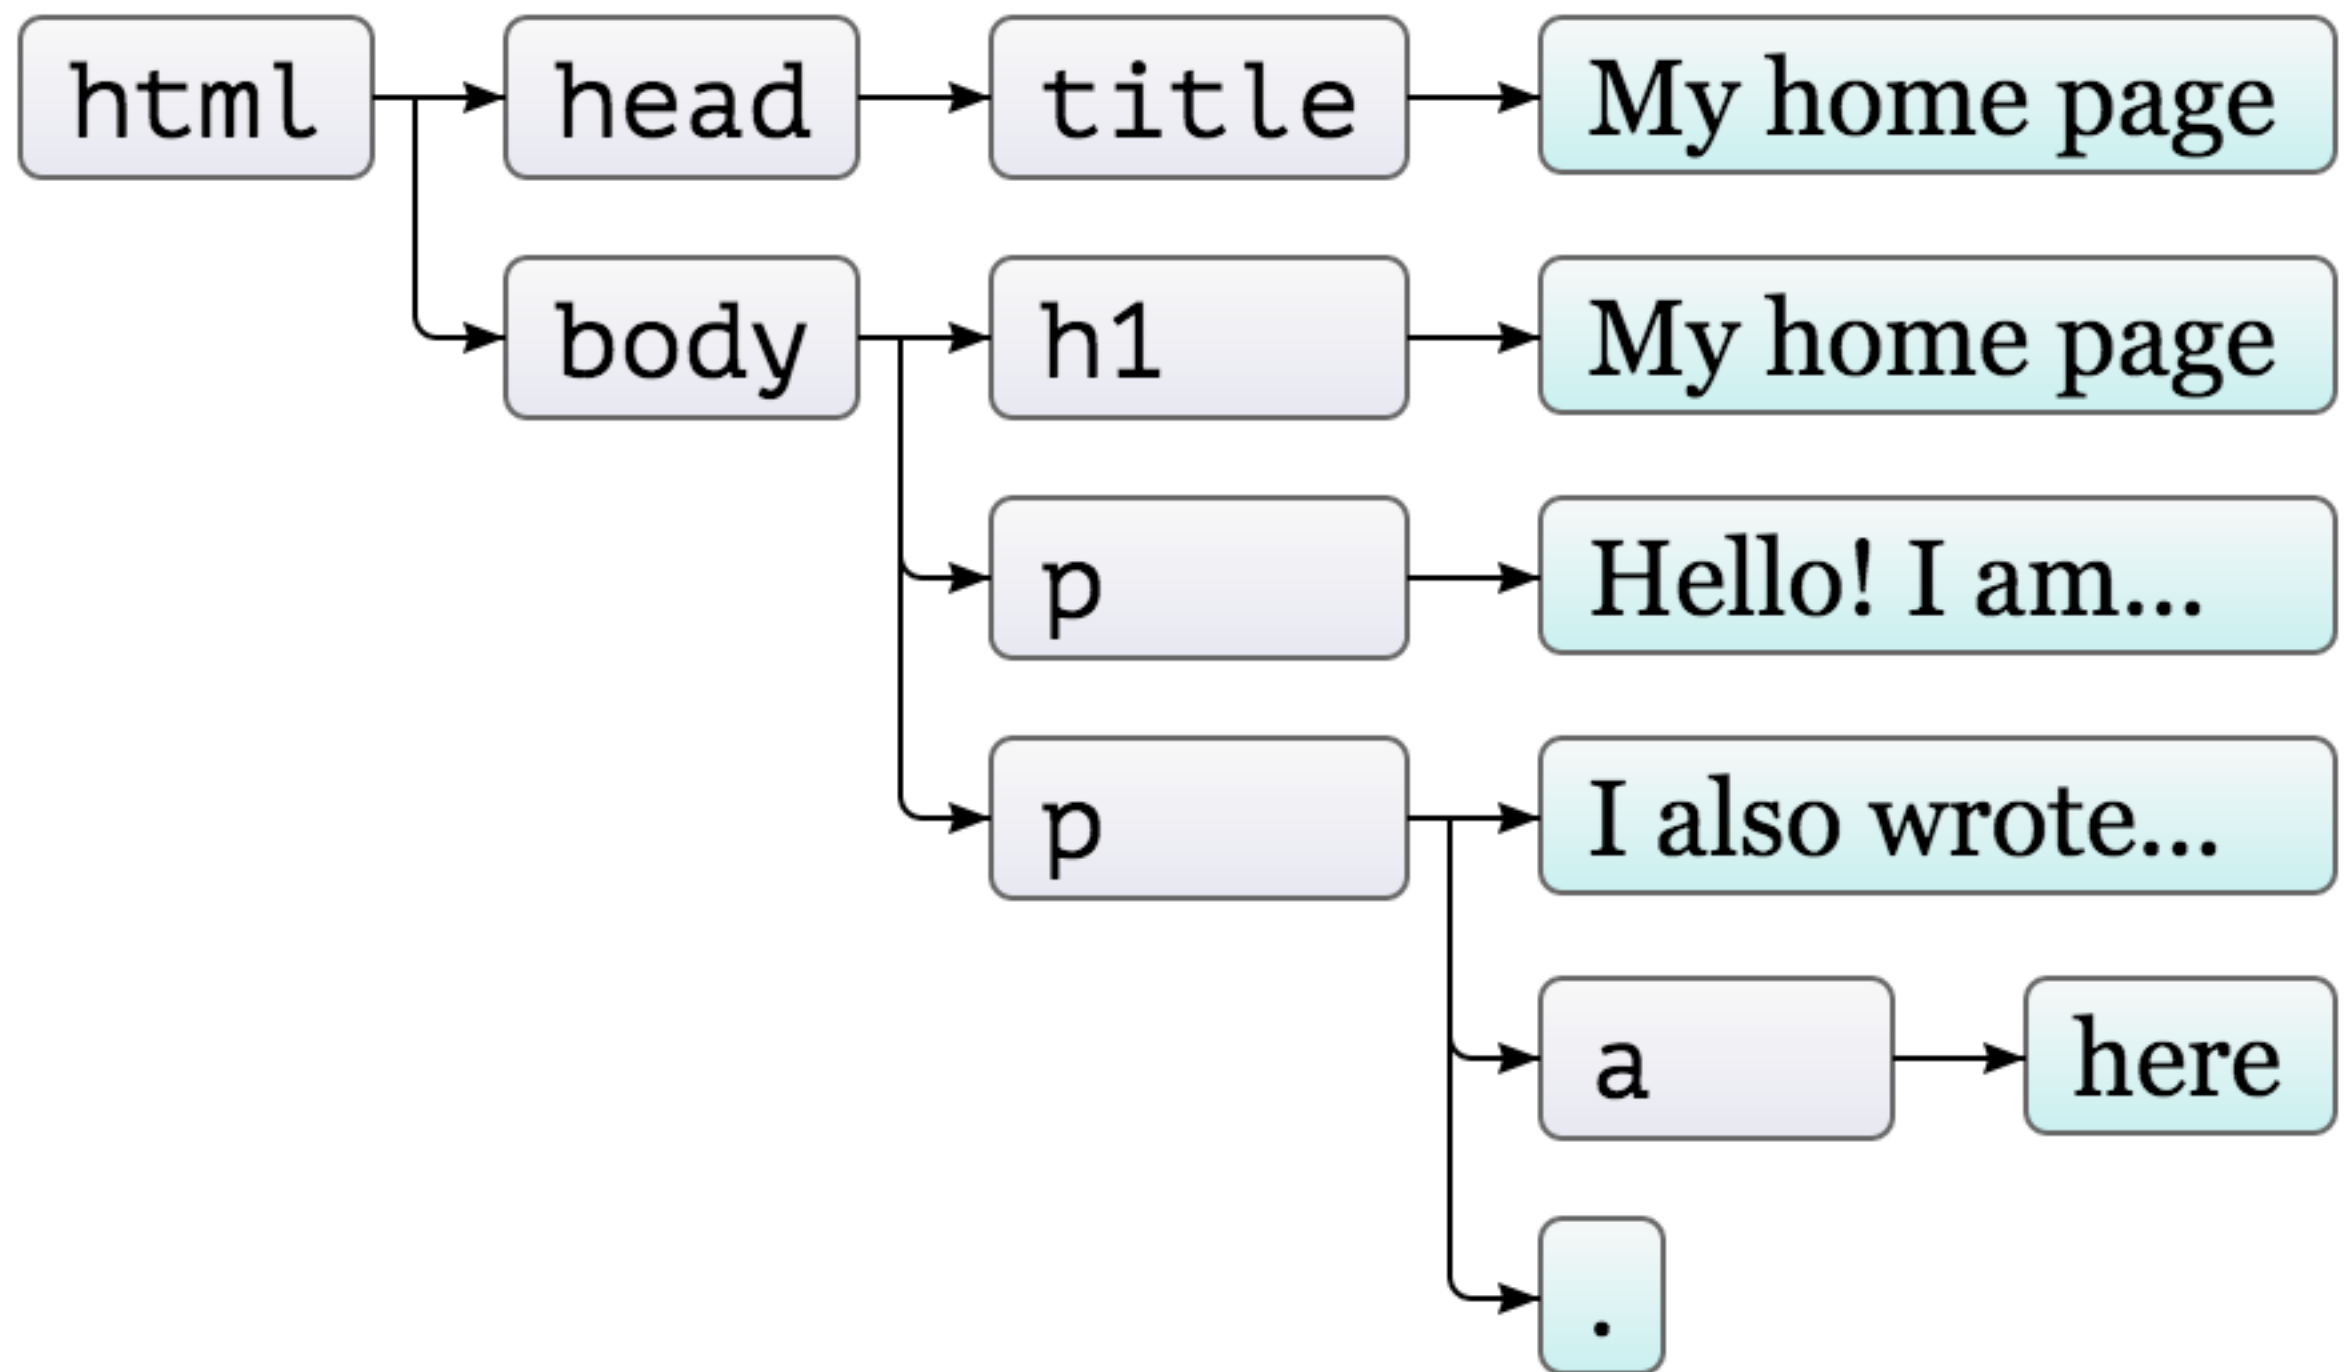 html head title My home page
body h1 My home page
p Hello! I am...
p I also wrote...
a here
.